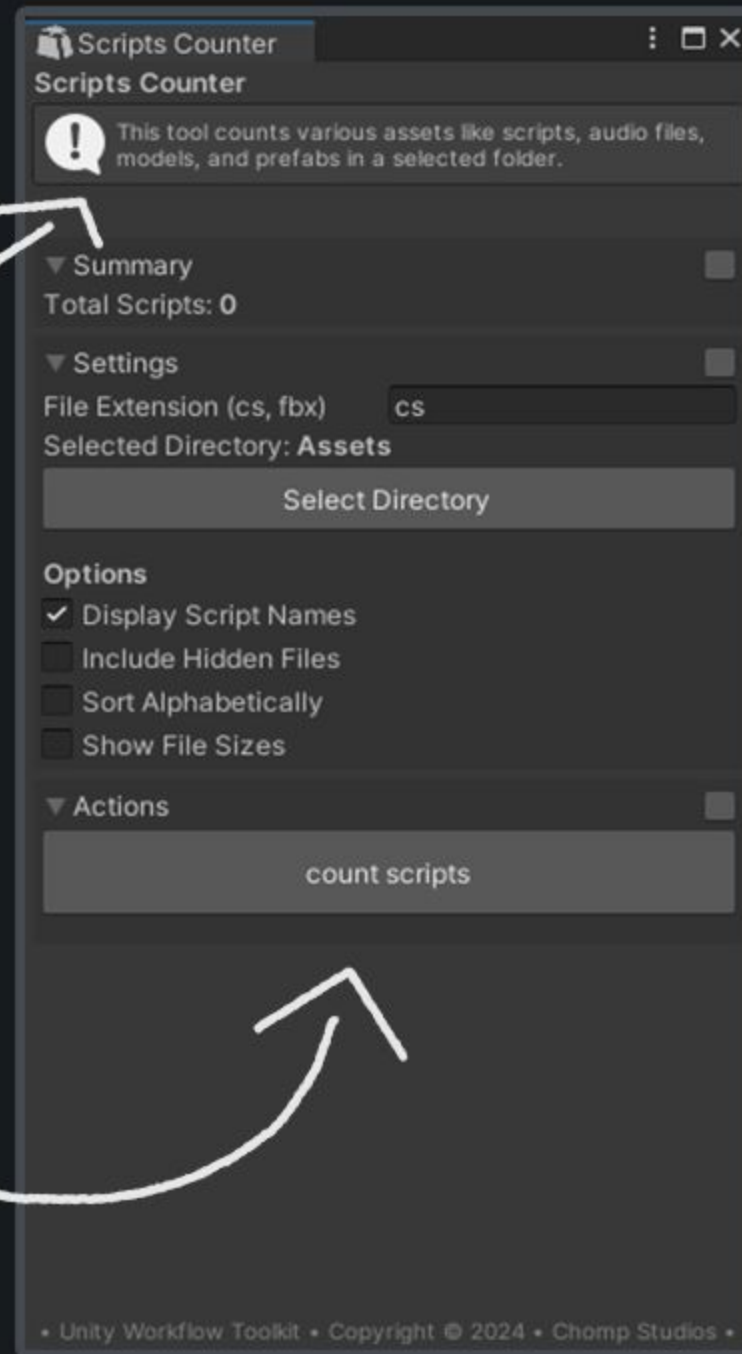 Scripts Counter
Scripts Counter
This tool counts various assets like scripts, audio files,
models, and prefabs in a selected folder.
Summary
Total Scripts: 0
Settings
File Extension (cs, fbx) cs
Selected Directory: Assets
Select Directory
Options
Display Script Names
Include Hidden Files
Sort Alphabetically
Show File Sizes
Actions
count scripts
• Unity Workflow Toolkit • Copyright © 2024 • Chomp Studios •